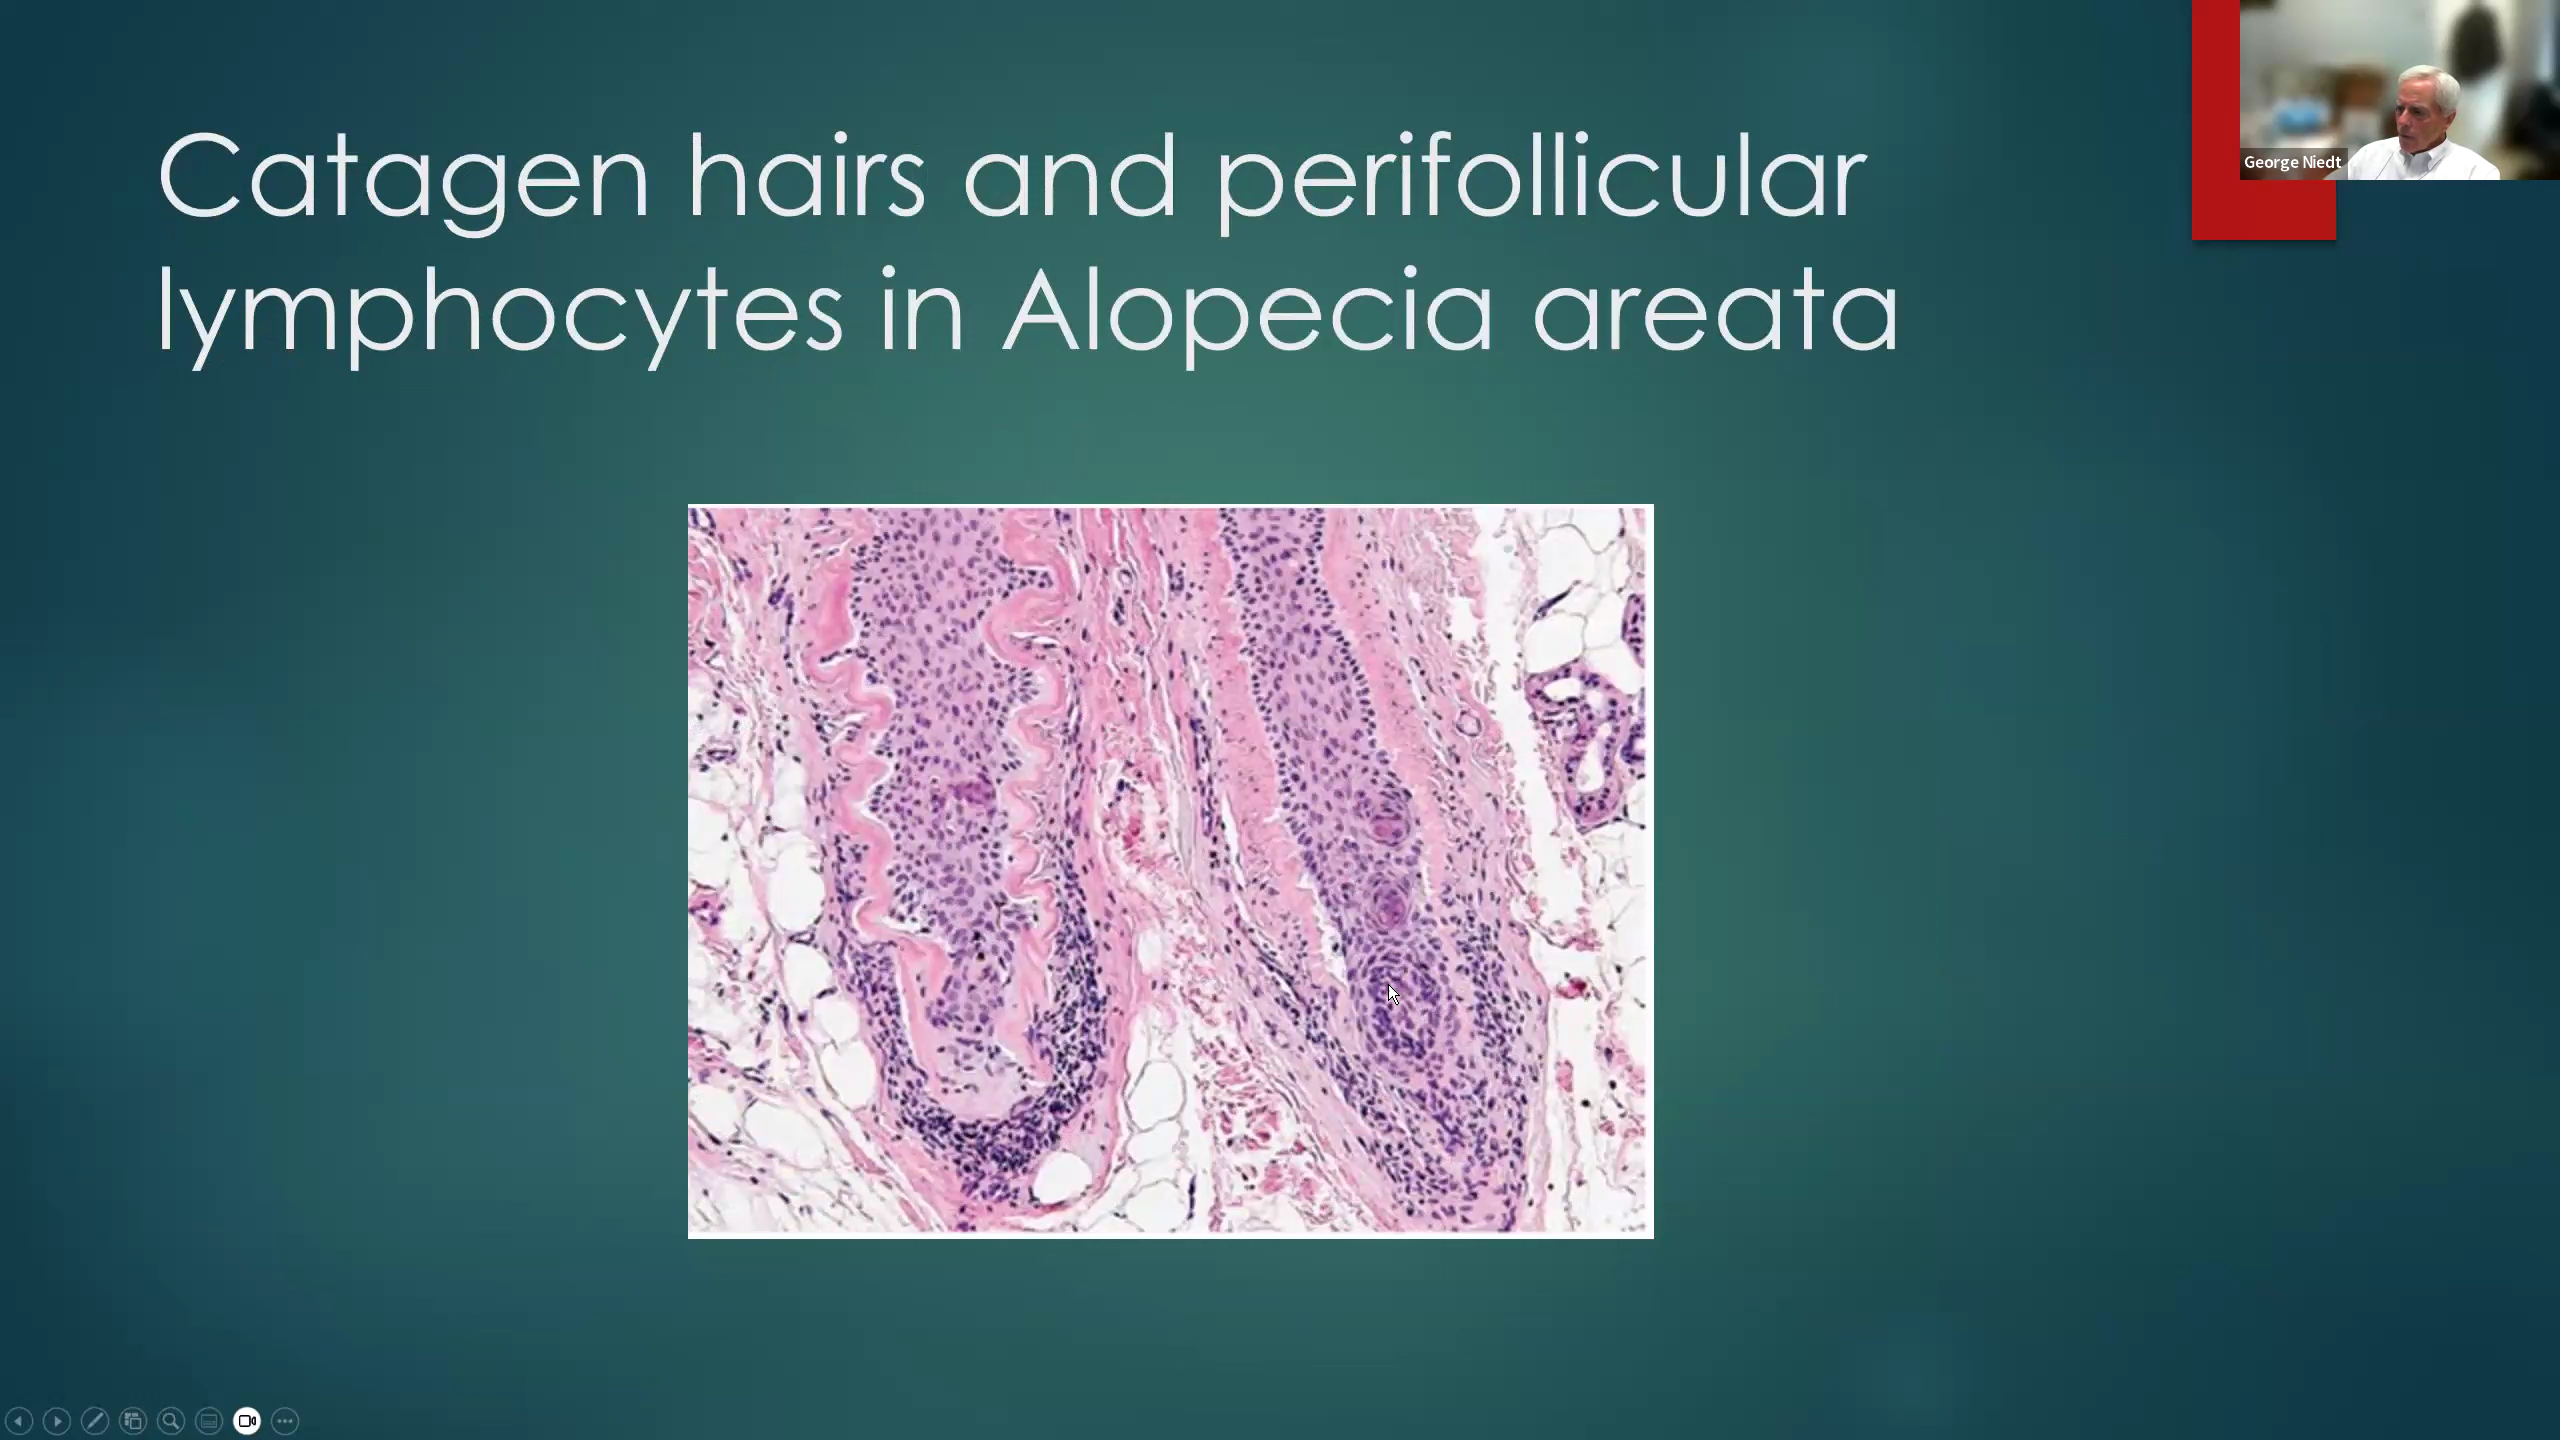 Catagen hairs and perifollicular
lymphocytes in Alopecia areata
George Niedt